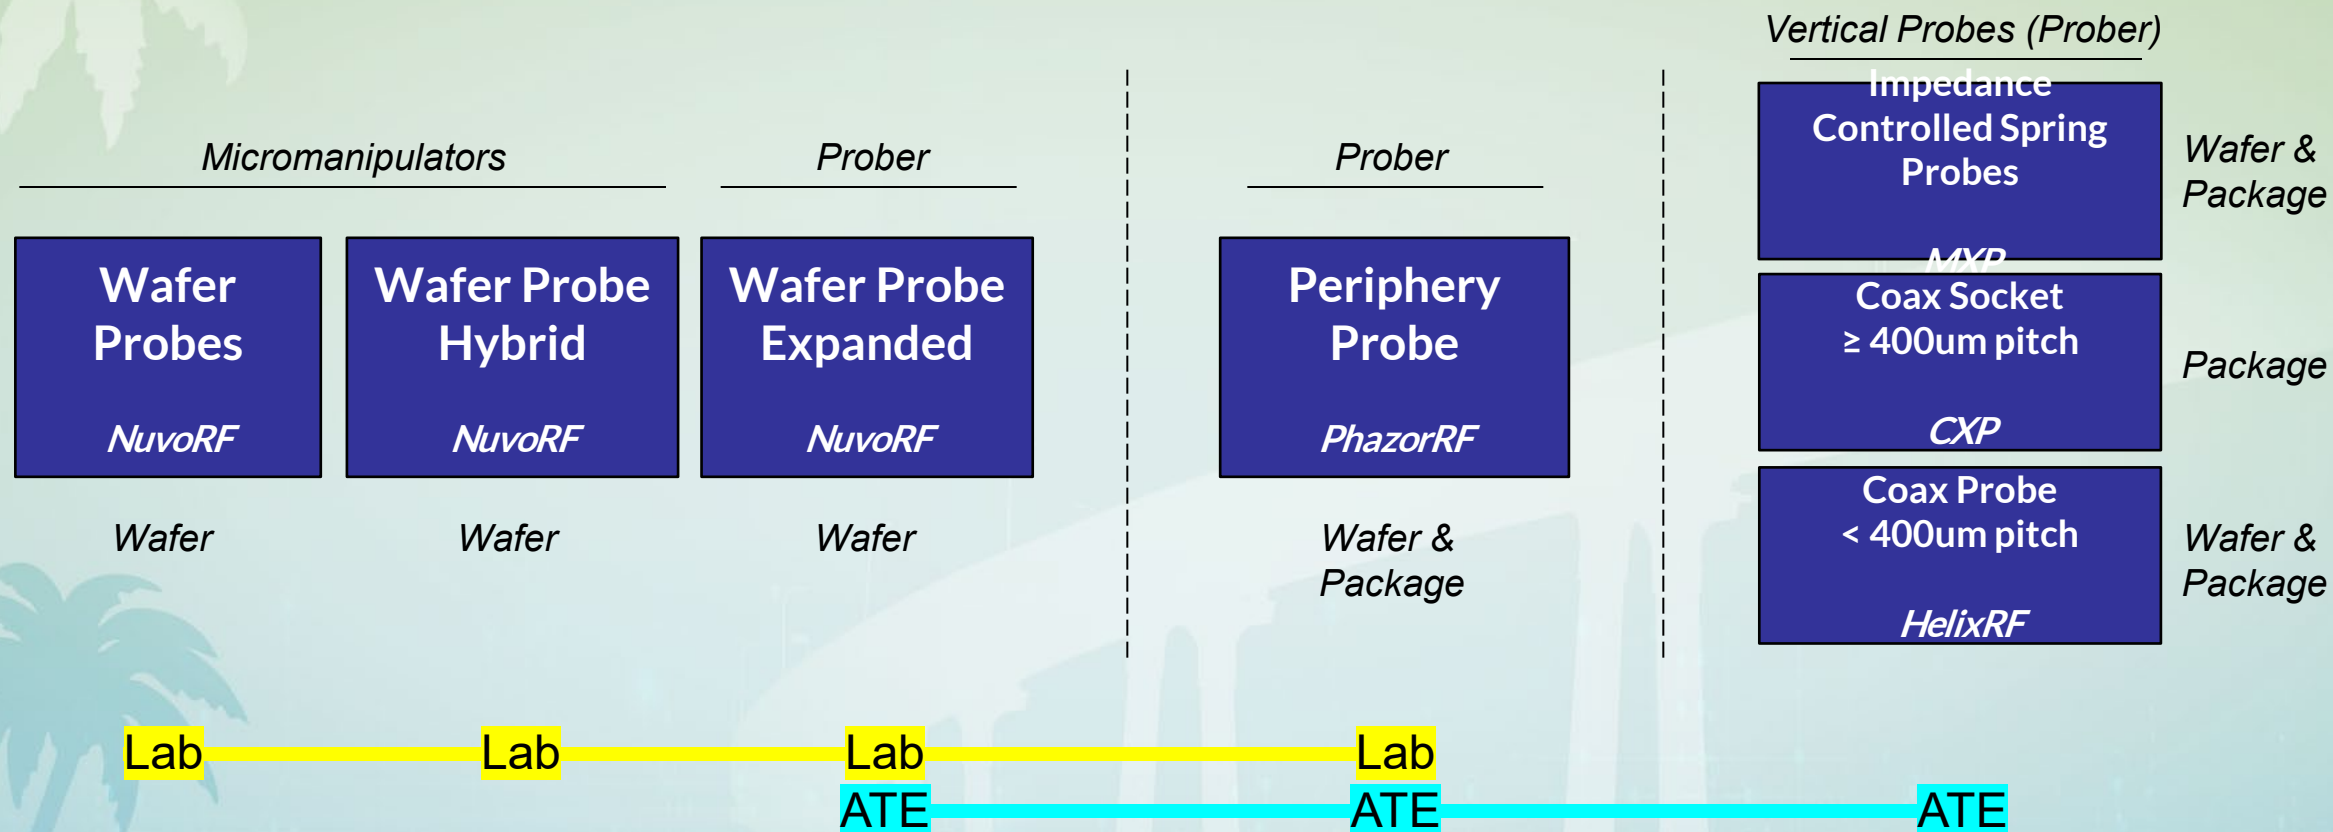 Vertical Probes (Prober)
Micromanipulators
Prober
Prober
Wafer
Probes
NuvoRF
Wafer
Wafer Probe
Hybrid
NuvoRF
Wafer
Wafer Probe
Expanded
NuvoRF
Wafer
Periphery
Probe
PhazorRF
Wafer &
Package
Impedance
Controlled Spring
Probes
MXP
Wafer &
Package
Coax Socket
≥ 400um pitch
CXP
Package
Coax Probe
< 400um pitch
HelixRF
Wafer &
Package
Lab
Lab
Lab
Lab
ATE
ATE
ATE